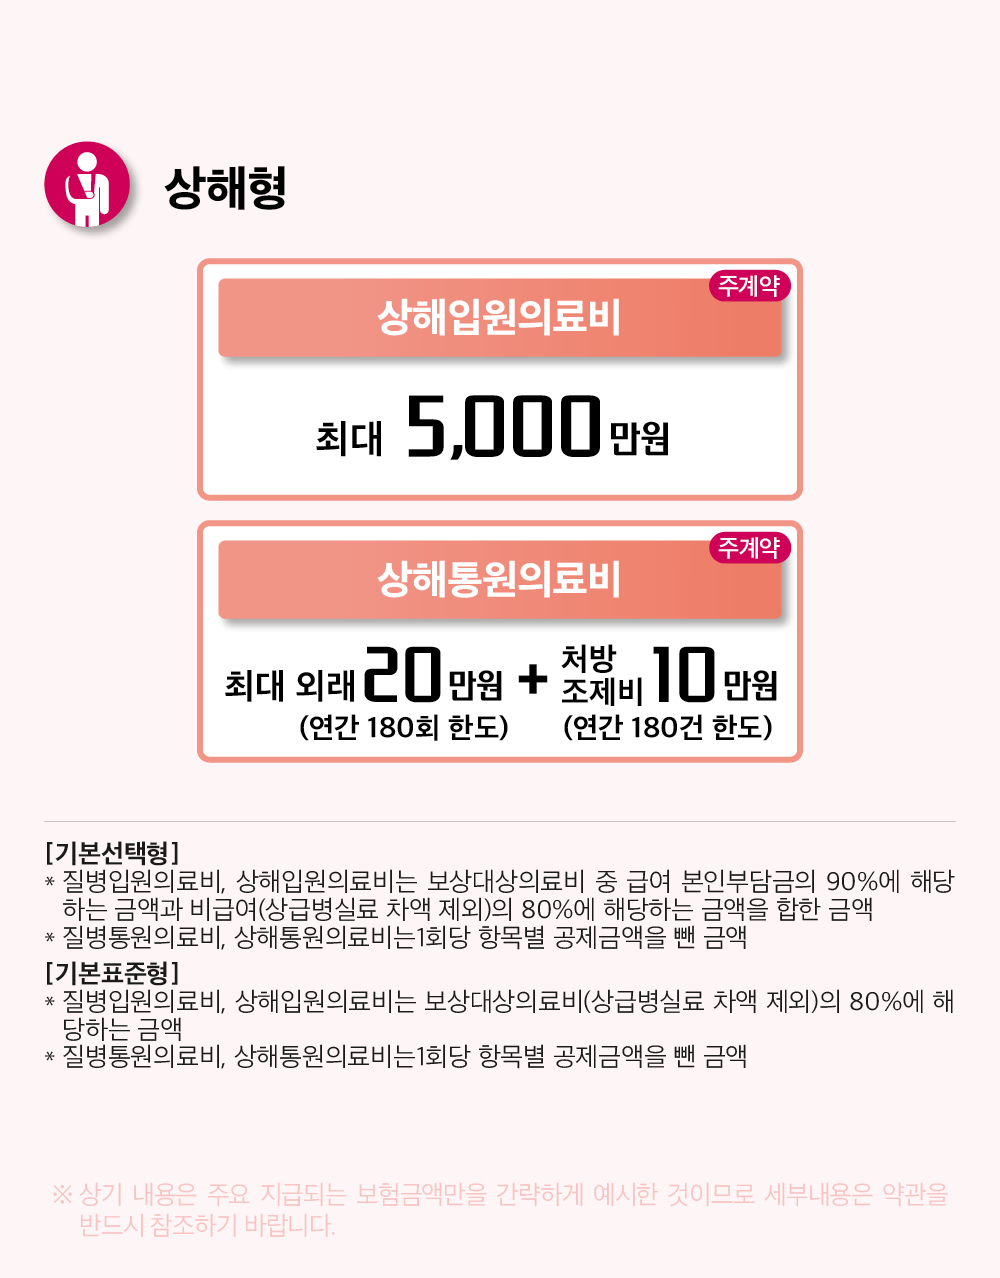 상해형
주계약
상해입원의료비
최대 5,000만원
주계약
상해통원의료비
최대 외래 20만원 + 처방조제비 10만원
(연간 180회 한도) (연간 180건 한도)
[기본선택형]
* 질병입원의료비, 상해입원의료비는 보상대상의료비 중 급여 본인부담금의 90%에 해당
하는 금액과 비급여(상급병실료 차액 제외)의 80%에 해당하는 금액을 합한 금액
* 질병통원의료비, 상해통원의료비는1회당 항목별 공제금액을 뺀 금액
[기본표준형]
* 질병입원의료비, 상해입원의료비는 보상대상의료비(상급병실료 차액 제외)의 80%에 해
당하는 금액
* 질병통원의료비, 상해통원의료비는1회당 항목별 공제금액을 뺀 금액
※ 상기 내용은 주요 지급되는 보험금액만을 간략하게 예시한 것이므로 세부내용은 약관을
반드시 참조하기 바랍니다.